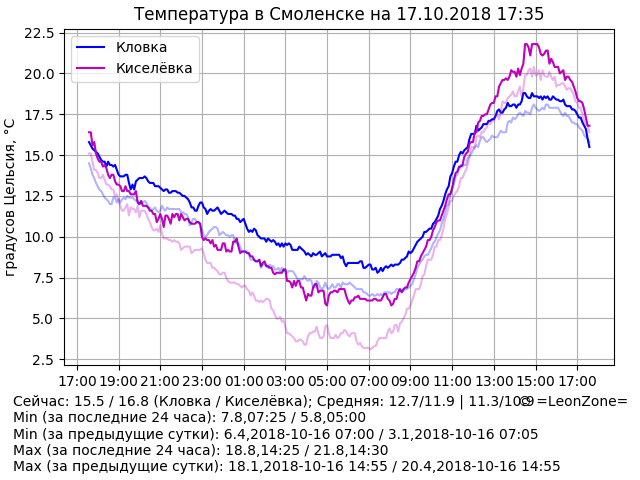 Температура в Смоленске на 17.10.2018 17:35
Кловка
Киселёвка
градусов Цельсия, °C
22.5
20.0
17.5
15.0
12.5
10.0
7.5
5.0
2.5
17:00 19:00 21:00 23:00 01:00 03:00 05:00 07:00 09:00 11:00 13:00 15:00 17:00
Сейчас: 15.5 / 16.8 (Кловка / Киселёвка); Средняя: 12.7/11.9 | 11.3/10.9 © =LeonZone=
Min (за последние 24 часа): 7.8,07:25 / 5.8,05:00
Min (за предыдущие сутки): 6.4,2018-10-16 07:00 / 3.1,2018-10-16 07:05
Max (за последние 24 часа): 18.8,14:25 / 21.8,14:30
Max (за предыдущие сутки): 18.1,2018-10-16 14:55 / 20.4,2018-10-16 14:55